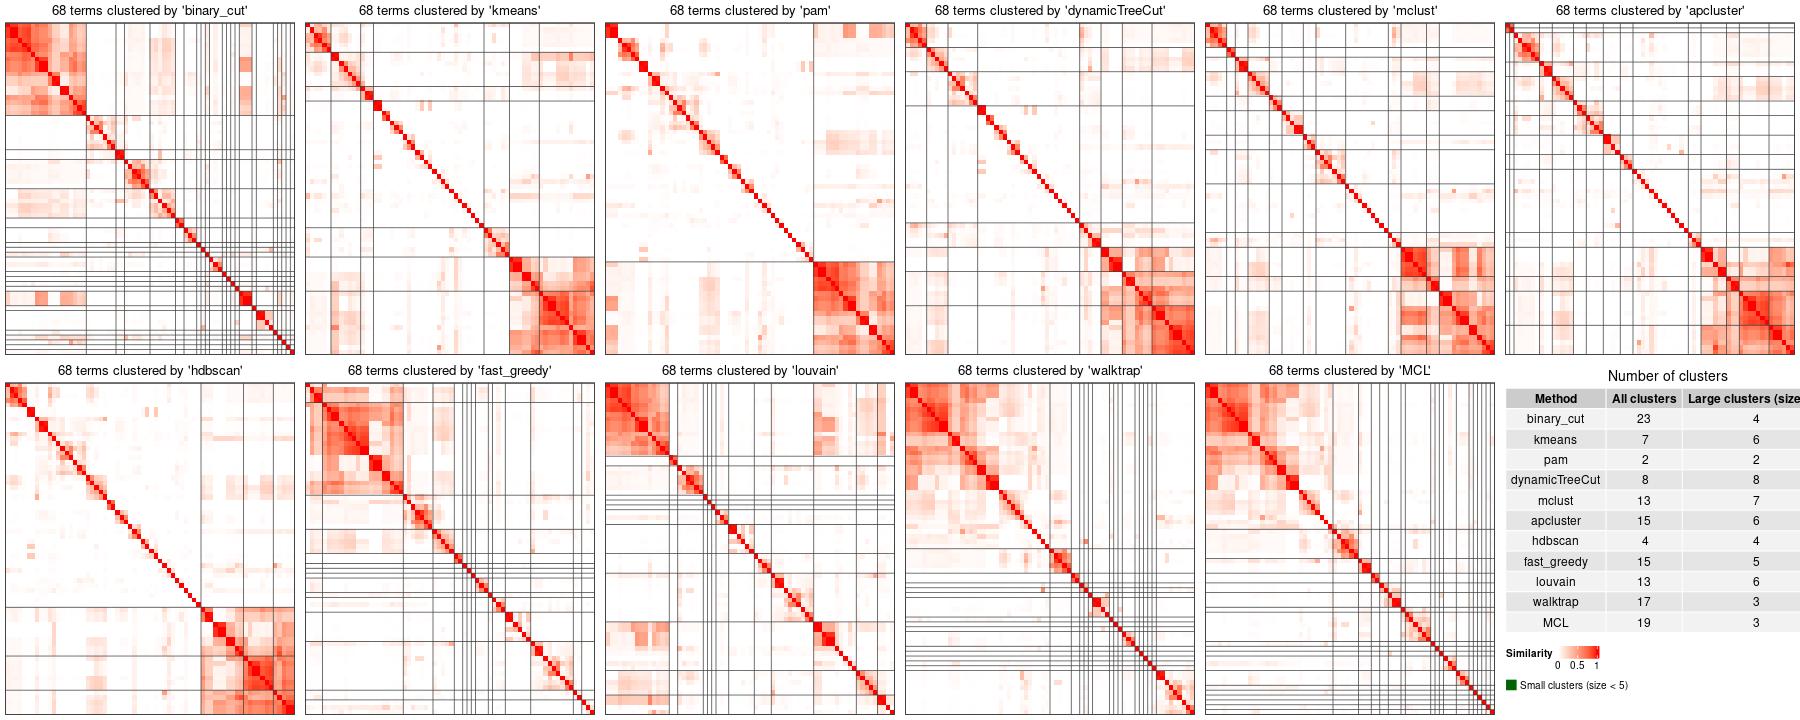 68 terms clustered by 'binary_cut'
68 terms clustered by 'kmeans'
68 terms clustered by 'pam'
68 terms clustered by 'dynamicTreeCut'
68 terms clustered by 'mclust'
68 terms clustered by 'apcluster'
68 terms clustered by 'hdbscan'
68 terms clustered by 'fast_greedy'
68 terms clustered by 'louvain'
68 terms clustered by 'walktrap'
68 terms clustered by 'MCL'
Number of clusters
Method All clusters Large clusters (size
binary_cut 23 4
kmeans 7 6
pam 2 2
dynamicTreeCut 8 8
mclust 13 7
apcluster 15 6
hdbscan 4 4
fast_greedy 15 5
louvain 13 6
walktrap 17 3
MCL 19 3
Similarity
0 0.5 1
Small clusters (size < 5)